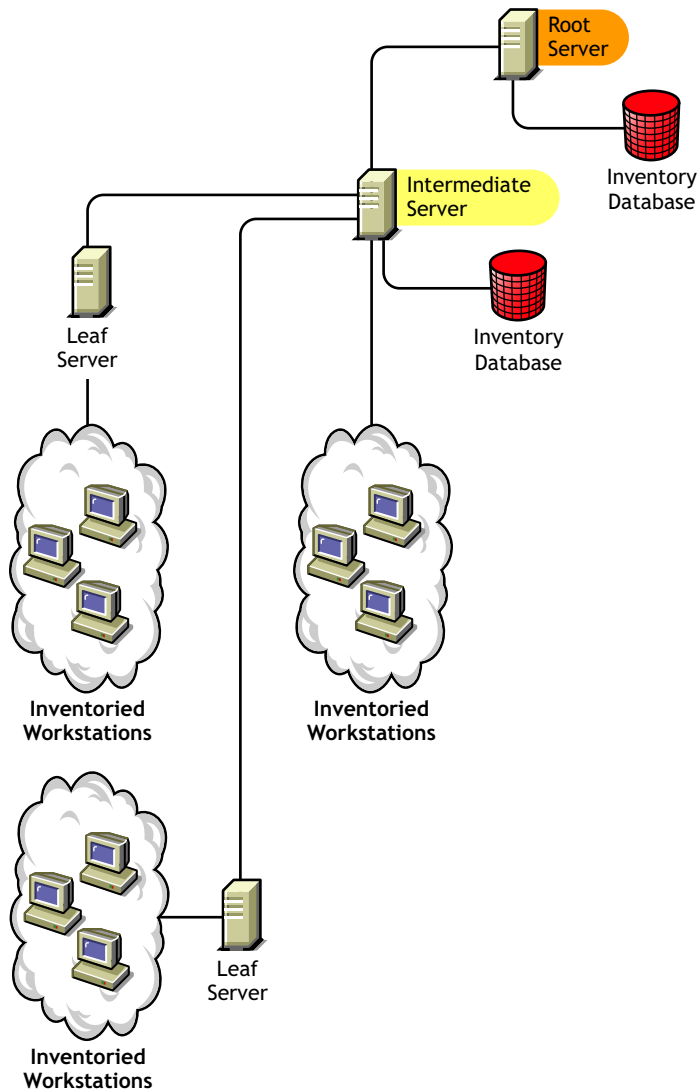 Root
Server
Inventory
Database
Intermediate
Server
Inventory
Database
Leaf
Server
Inventoried
Workstations
Inventoried
Workstations
Leaf
Server
Inventoried
Workstations